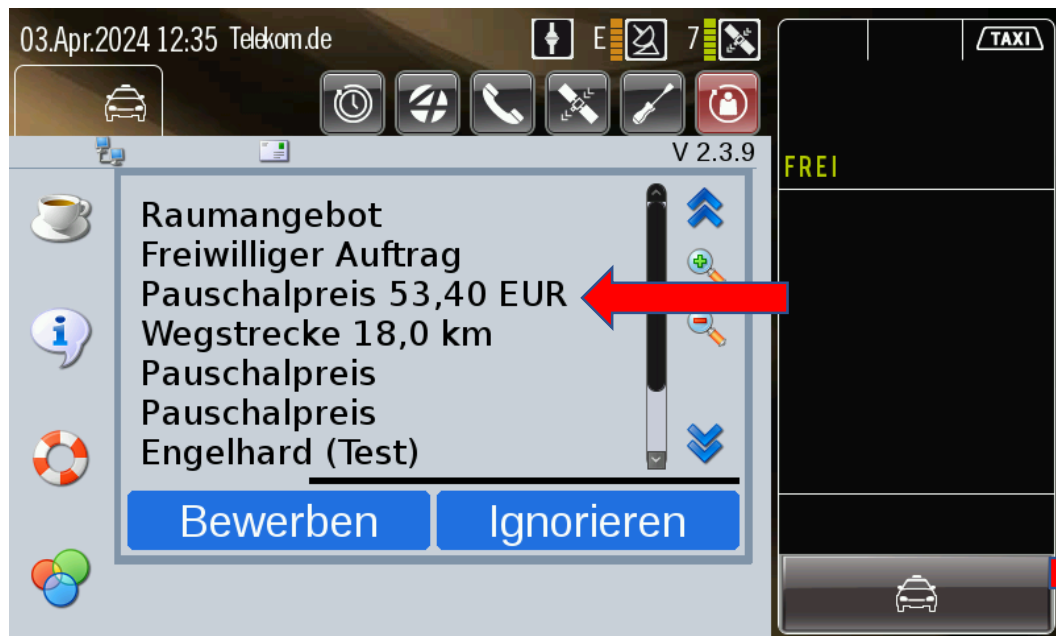 03.Apr.2024 12:35 Telekom.de E 7
TAXI
V 2.3.9
FREI
Raumangebot
Freiwilliger Auftrag
Pauschalpreis 53,40 EUR
Wegstrecke 18,0 km
Pauschalpreis
Pauschalpreis
Engelhard (Test)
Bewerben Ignorieren